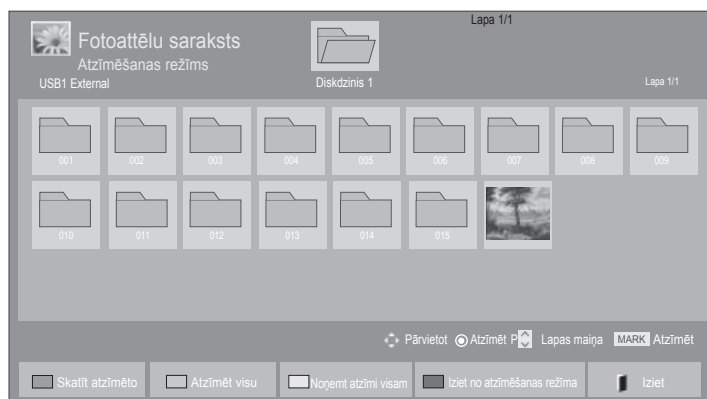 Lapa 1/1
Fotoattēlu saraksts
Atzīmēšanas režīms
USB1 External
Diskdzinis 1
Lapa 1/1
001 002 003 004 005 006 007 008 009
010 011 012 013 014 015
Pārvietot Atzīmēt P Lapas maiņa MARK Atzīmēt
Skatīt atzīmēto Atzīmēt visu Noņemt atzīmi visam Iziet no atzīmēšanas režīma Iziet